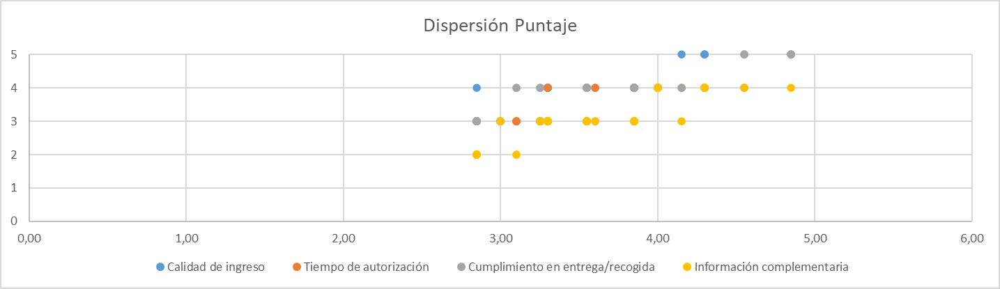 Dispersión Puntaje
5
4
3
2
1
0
0,00 1,00 2,00 3,00 4,00 5,00 6,00
Calidad de ingreso Tiempo de autorización Cumplimiento en entrega/recogida Información complementaria